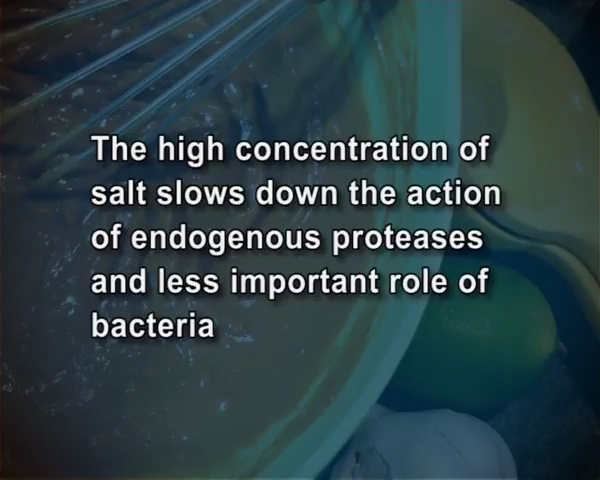 The high concentration of
salt slows down the action
of endogenous proteases
and less important role of
bacteria